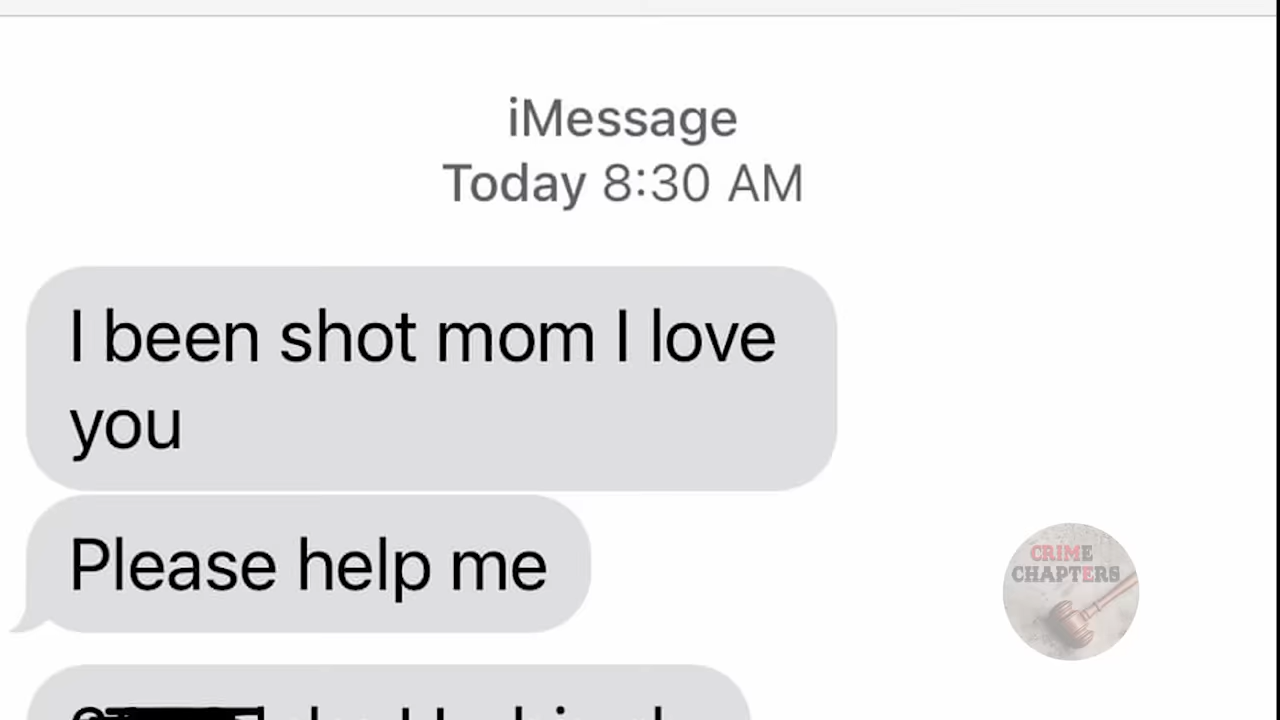 iMessage
Today 8:30 AM
I been shot mom I love
you
Please help me
CRIME
CHAPTERS